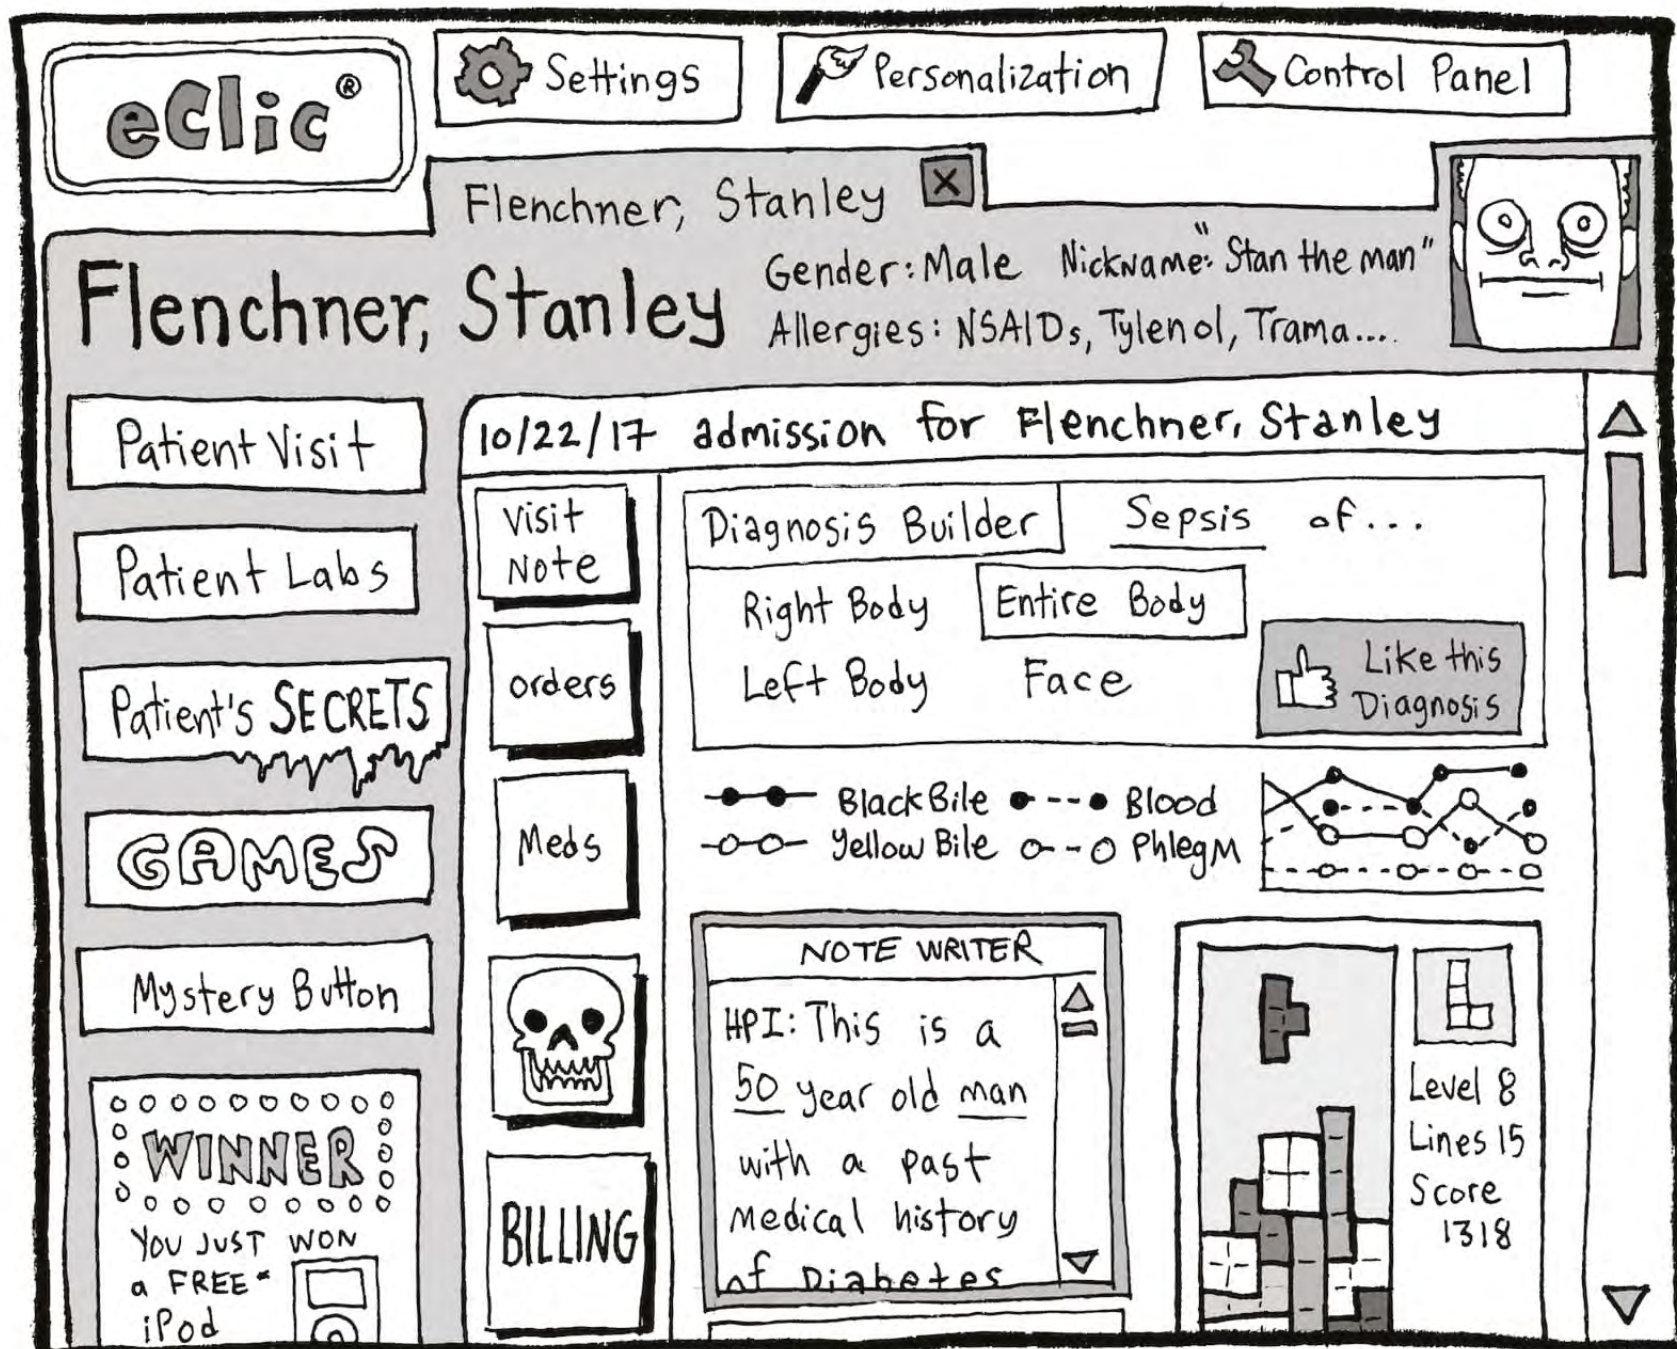 eClic®
Settings
Personalization
Control Panel
Flenchner, Stanley
X
Flenchner, Stanley
Gender: Male Nickname: "Stan the man"
Allergies: NSAIDs, Tylenol, Trama....
Patient Visit
Patient Labs
Patient's SECRETS
GAMES
Mystery Button
WINNER
YOU JUST WON
a FREE*
iPod
10/22/17 admission for Flenchner, Stanley
Visit
Note
orders
Meds
BILLING
Diagnosis Builder
Sepsis of...
Right Body
Entire Body
Left Body
Face
Like this
Diagnosis
Black Bile
Blood
Yellow Bile
Phlegm
NOTE WRITER
HPI: This is a
50 year old man
with a past
medical history
of Diabetes
Level 8
Lines 15
Score
1318